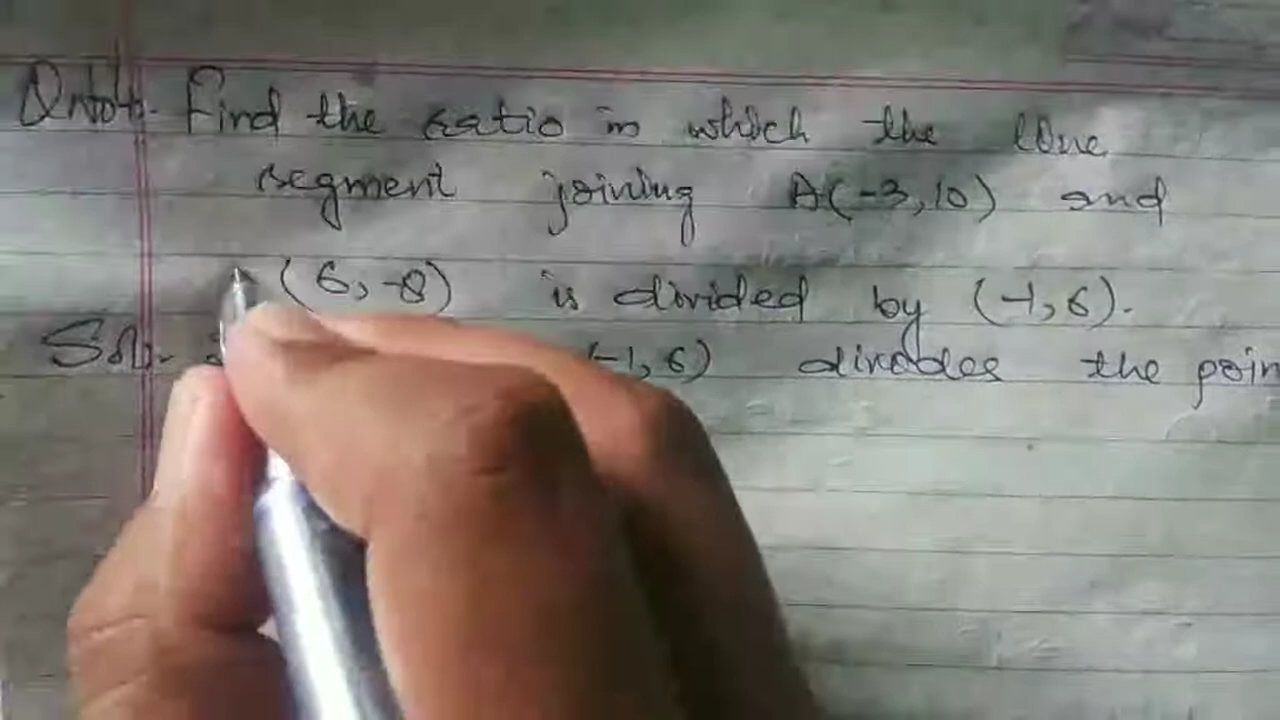 Qno4:- Find the ratio in which the line
segment joining A(-3,10) and
(6,-8) is divided by (-1,6).
Sol:- (-1,6) divides the poin